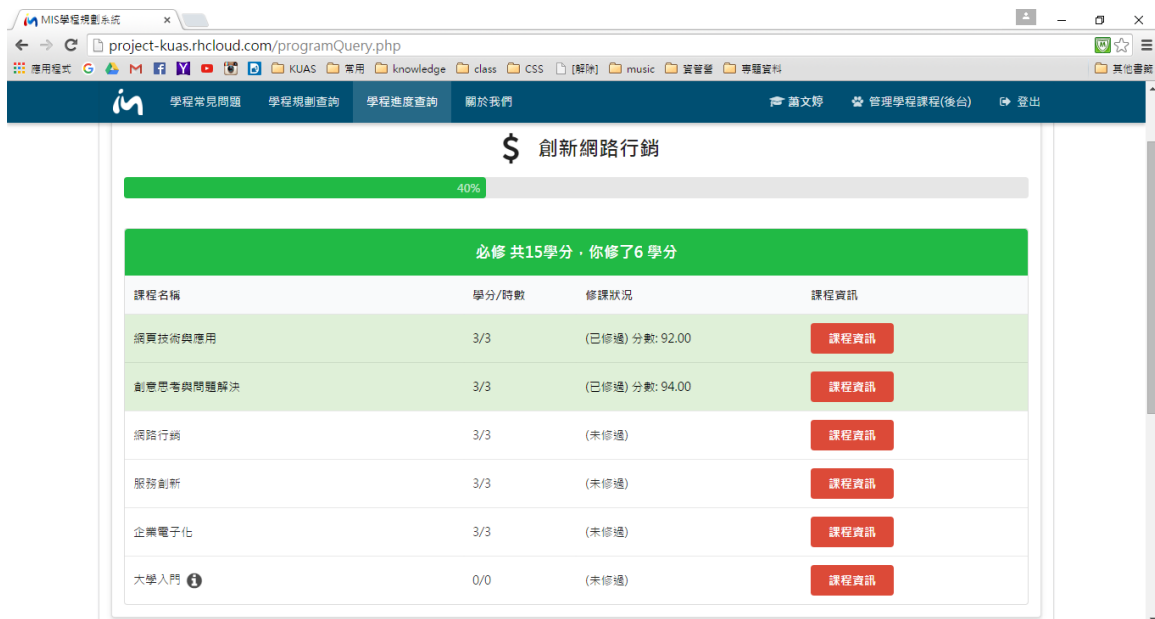 MIS學程規劃系統
project-kuas.rhcloud.com/programQuery.php
應用程式 KUAS 常用 knowledge class CSS [解除] music 資管營 專題資料 其他書籤
學程常見問題 學程規劃查詢 學程進度查詢 關於我們 蕭文婷 管理學程課程(後台) 登出
$ 創新網路行銷
40%
必修 共15學分,你修了6 學分
課程名稱 學分/時數 修課狀況 課程資訊
網頁技術與應用 3/3 (已修過) 分數: 92.00 課程資訊
創意思考與問題解決 3/3 (已修過) 分數: 94.00 課程資訊
網路行銷 3/3 (未修過) 課程資訊
服務創新 3/3 (未修過) 課程資訊
企業電子化 3/3 (未修過) 課程資訊
大學入門 0/0 (未修過) 課程資訊